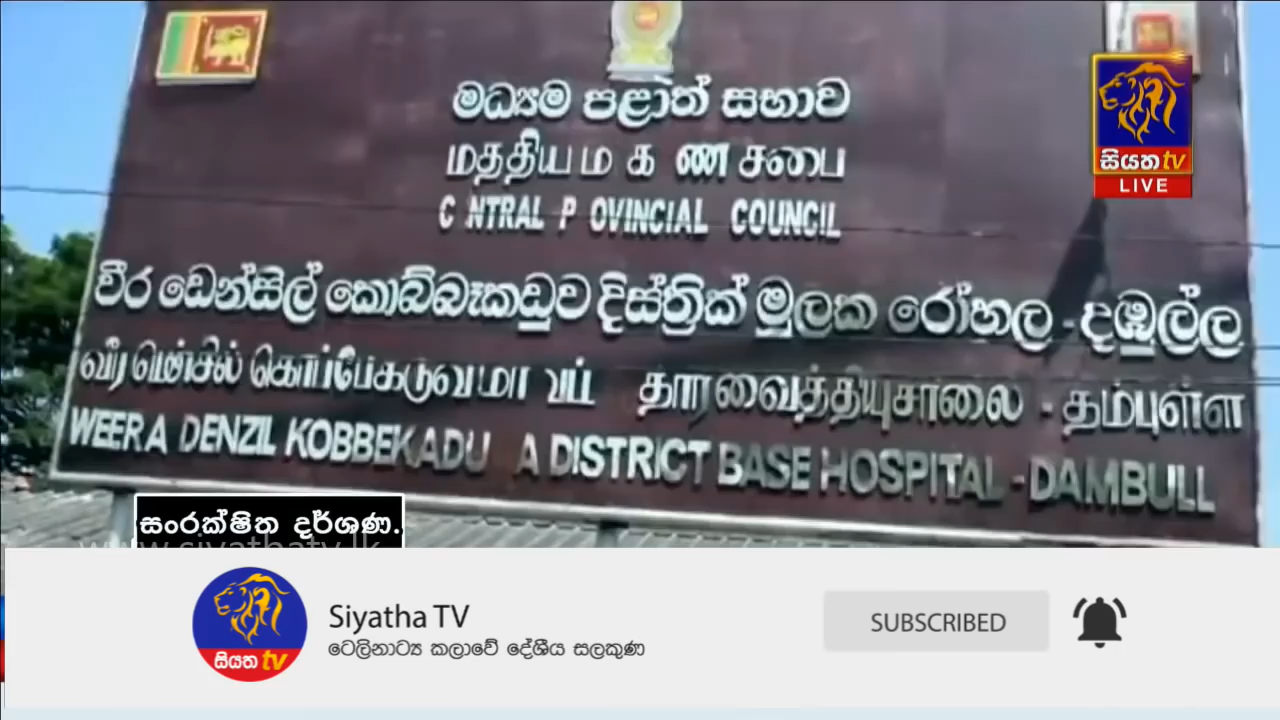 මධ්‍යම පළාත් සභාව
மத்திய ம க ண சபை
C NTRAL P OVINCIAL COUNCIL
වීර ඩෙන්සිල් කොබ්බෑකඩුව දිස්ත්‍රික් මූලික රෝහල - දඹුල්ල
வீர டென்சில் கொப்பேகடுவ மா வட் தாரவைத்தியசாலை - தம்புள்ள
WEERA DENZIL KOBBEKADU A DISTRICT BASE HOSPITAL - DAMBULL
සියත tv
LIVE
සංරක්ෂිත දර්ශණ.
www.siyathatv.lk
සියත tv
Siyatha TV
ටෙලිනාට්‍ය කලාවේ දේශීය සලකුණ
SUBSCRIBED